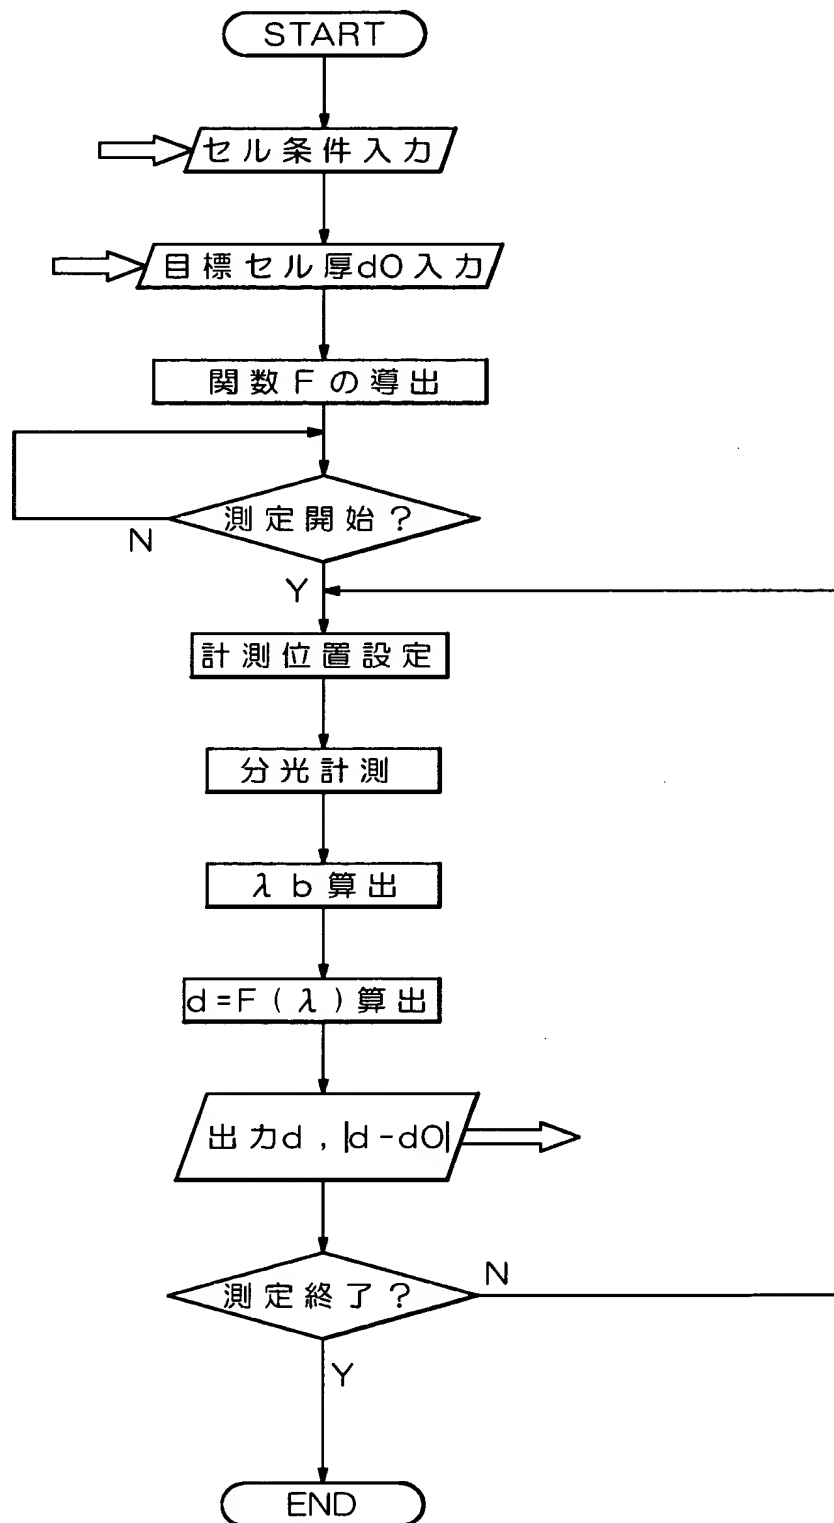 START
セル条件入力
目標セル厚d0入力
関数Fの導出
測定開始?
N
Y
計測位置設定
分光計測
λb算出
d=F(λ)算出
出力d,|d-d0|
測定終了?
N
Y
END